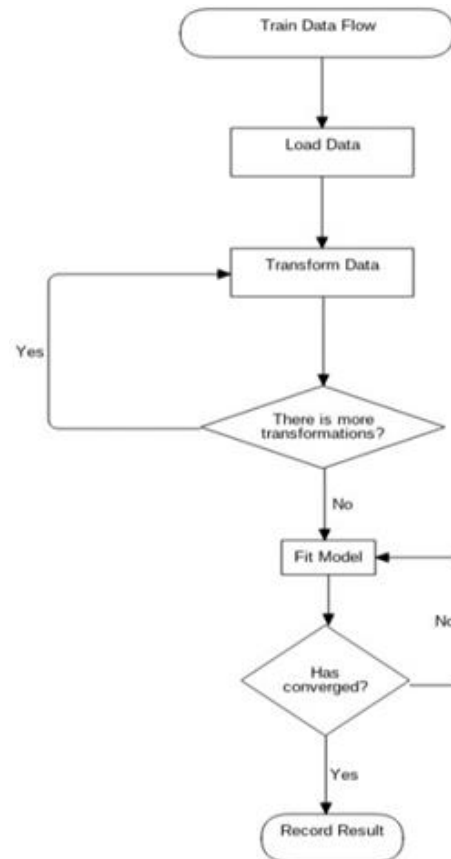 Train Data Flow
Load Data
Transform Data
Yes
There is more
transformations?
No
Fit Model
No
Has
converged?
Yes
Record Result